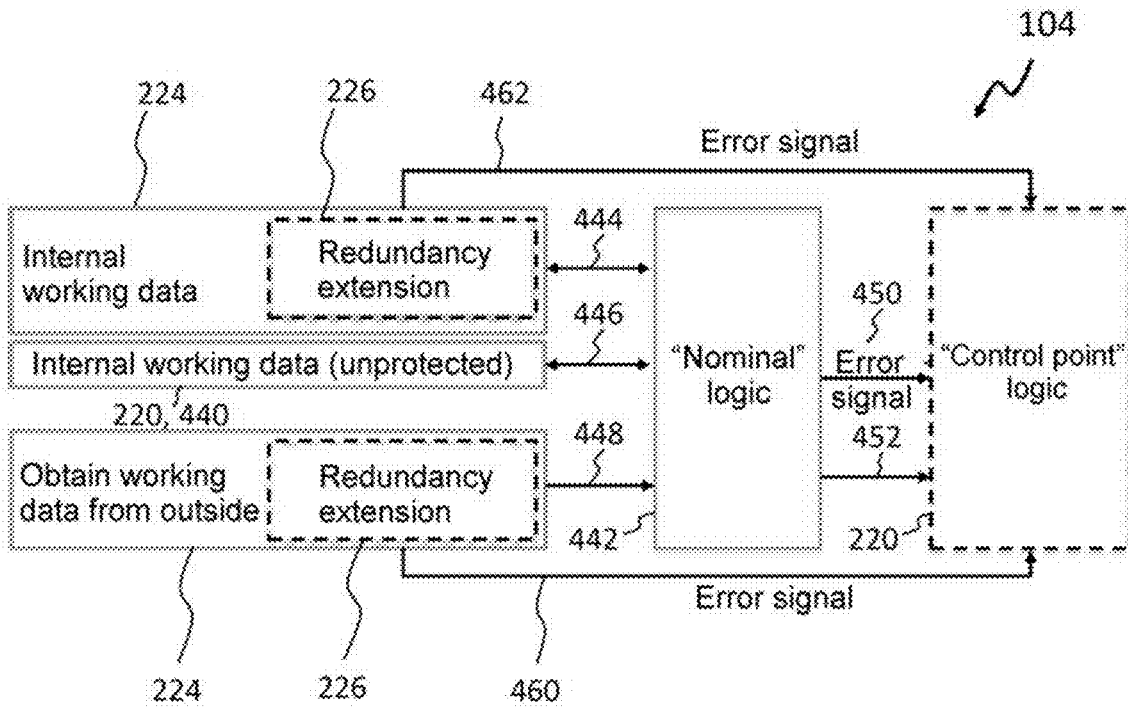 104
224
226
462
Error signal
Internal
working data
Redundancy
extension
444
446
Internal working data (unprotected)
220, 440
Obtain working
data from outside
Redundancy
extension
448
442
“Nominal”
logic
450
Error
signal
452
220
“Control point”
logic
Error signal
224
226
460